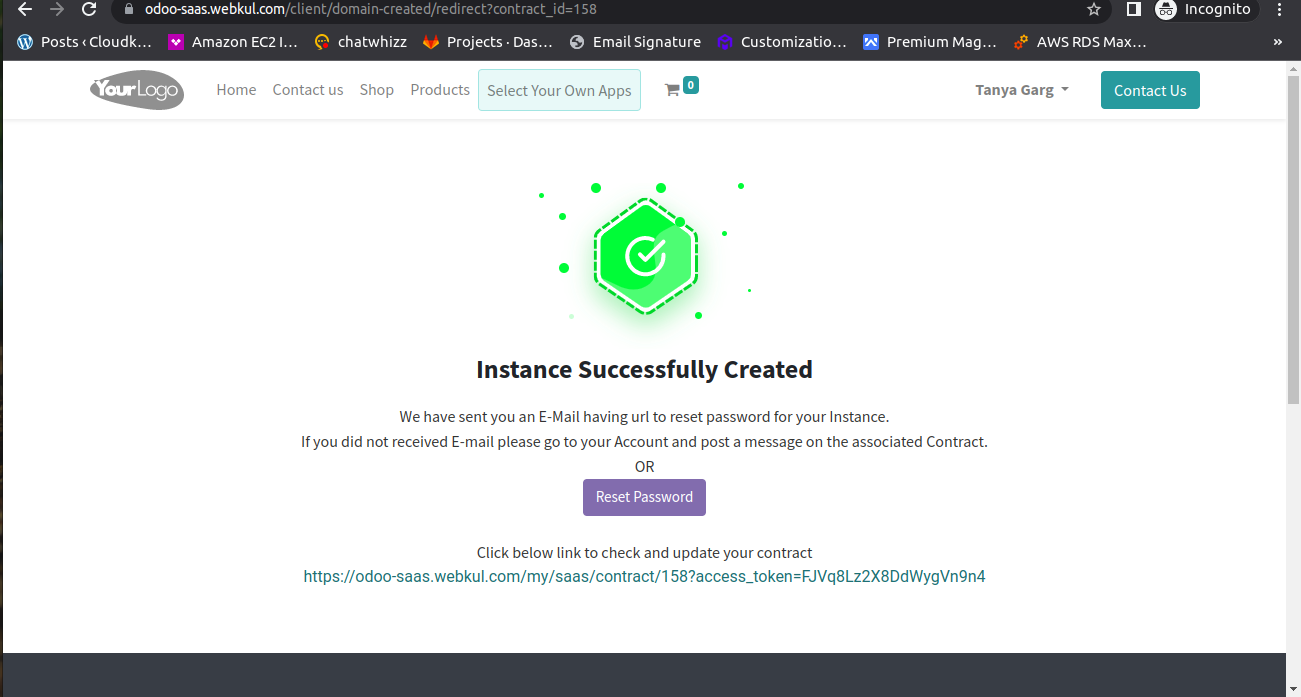 odoo-saas.webkul.com/client/domain-created/redirect?contract_id=158
Incognito
Posts ‹ Cloudk…
Amazon EC2 I…
chatwhizz
Projects · Das…
Email Signature
Customizatio…
Premium Mag…
AWS RDS Max…
»
YourLogo
Home
Contact us
Shop
Products
Select Your Own Apps
0
Tanya Garg
Contact Us
Instance Successfully Created
We have sent you an E-Mail having url to reset password for your Instance.
If you did not received E-mail please go to your Account and post a message on the associated Contract.
OR
Reset Password
Click below link to check and update your contract
https://odoo-saas.webkul.com/my/saas/contract/158?access_token=FJVq8Lz2X8DdWygVn9n4